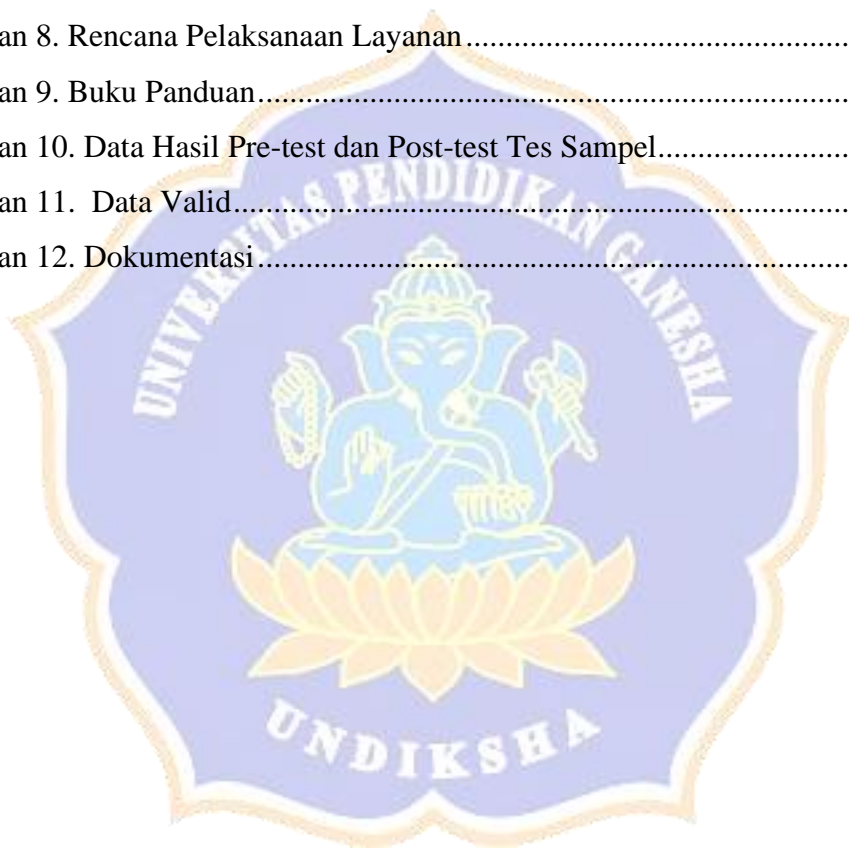 an 8. Rencana Pelaksanaan Layanan
an 9. Buku Panduan
an 10. Data Hasil Pre-test dan Post-test Tes Sampel
an 11. Data Valid
an 12. Dokumentasi
UNIVERSITAS PENDIDIKAN GANESHA
UNDIKSHA